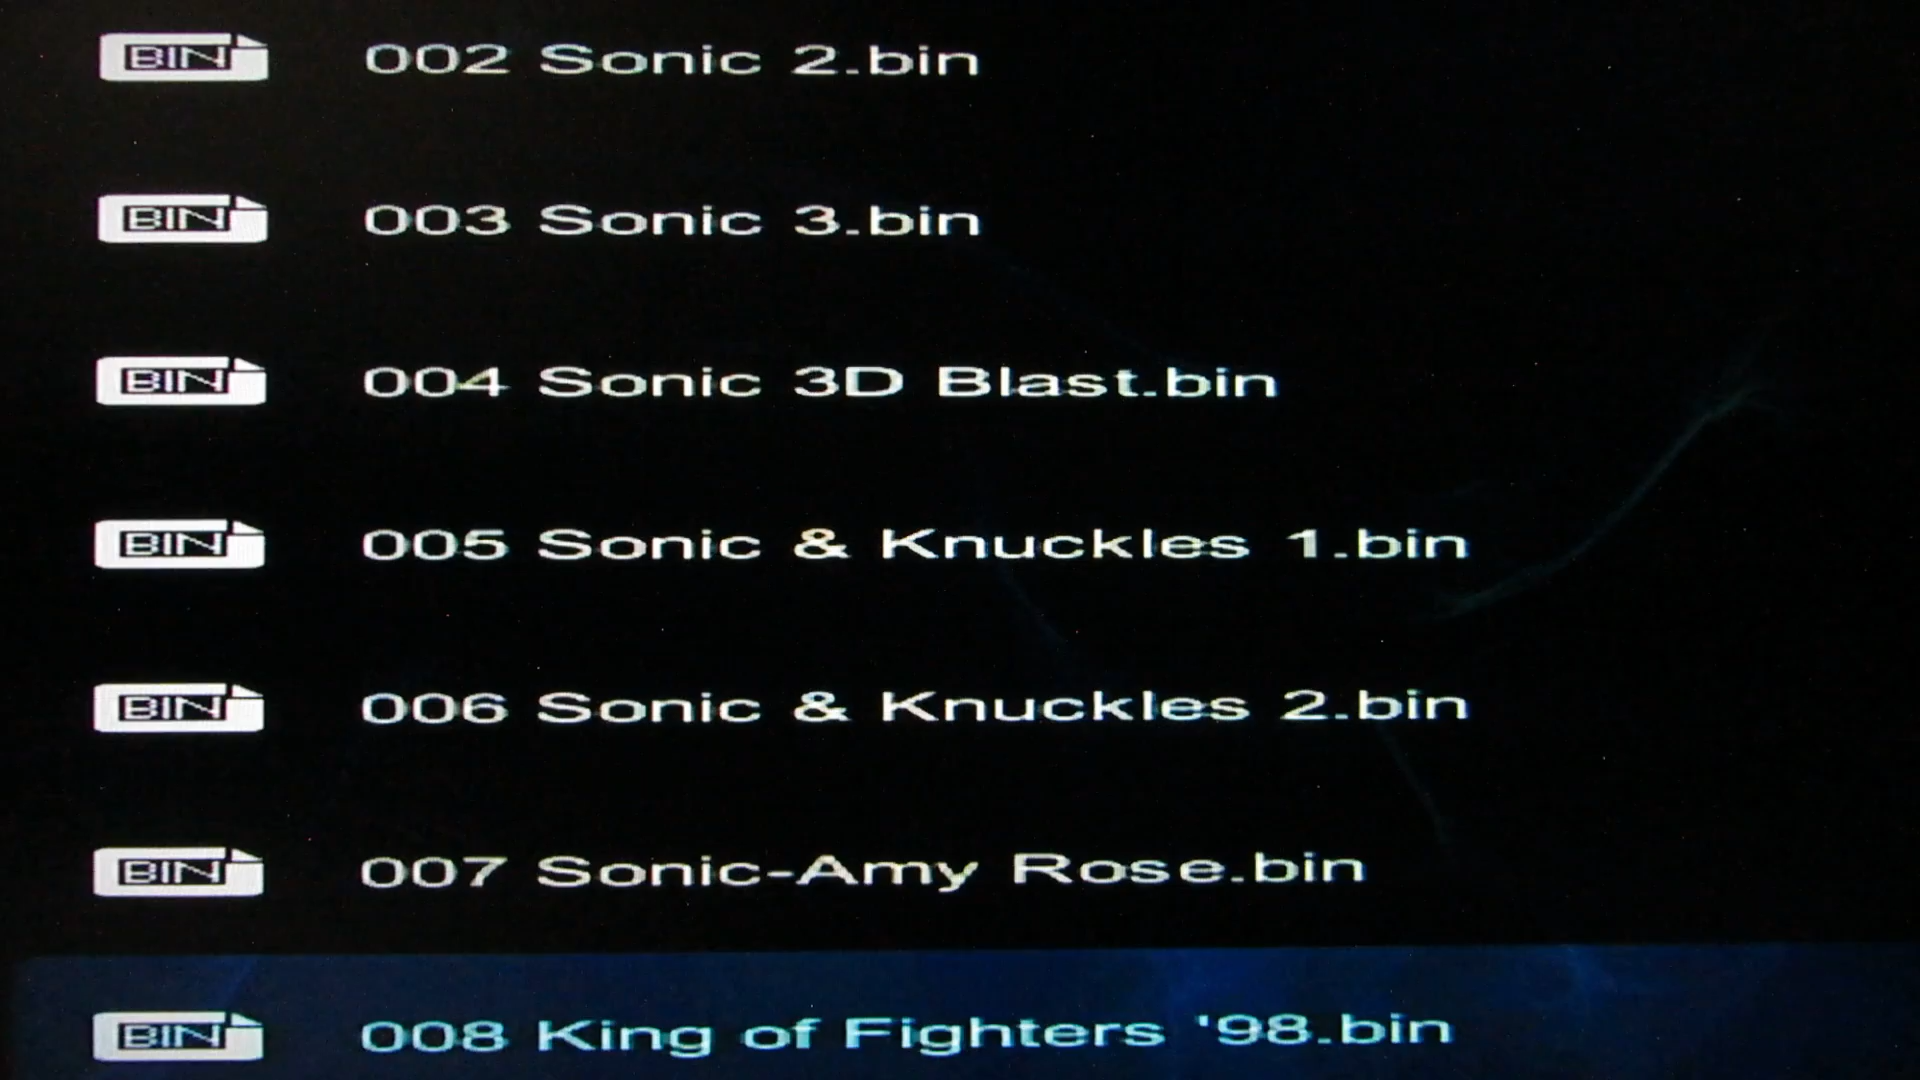 BIN 002 Sonic 2.bin
BIN 003 Sonic 3.bin
BIN 004 Sonic 3D Blast.bin
BIN 005 Sonic & Knuckles 1.bin
BIN 006 Sonic & Knuckles 2.bin
BIN 007 Sonic-Amy Rose.bin
BIN 008 King of Fighters '98.bin